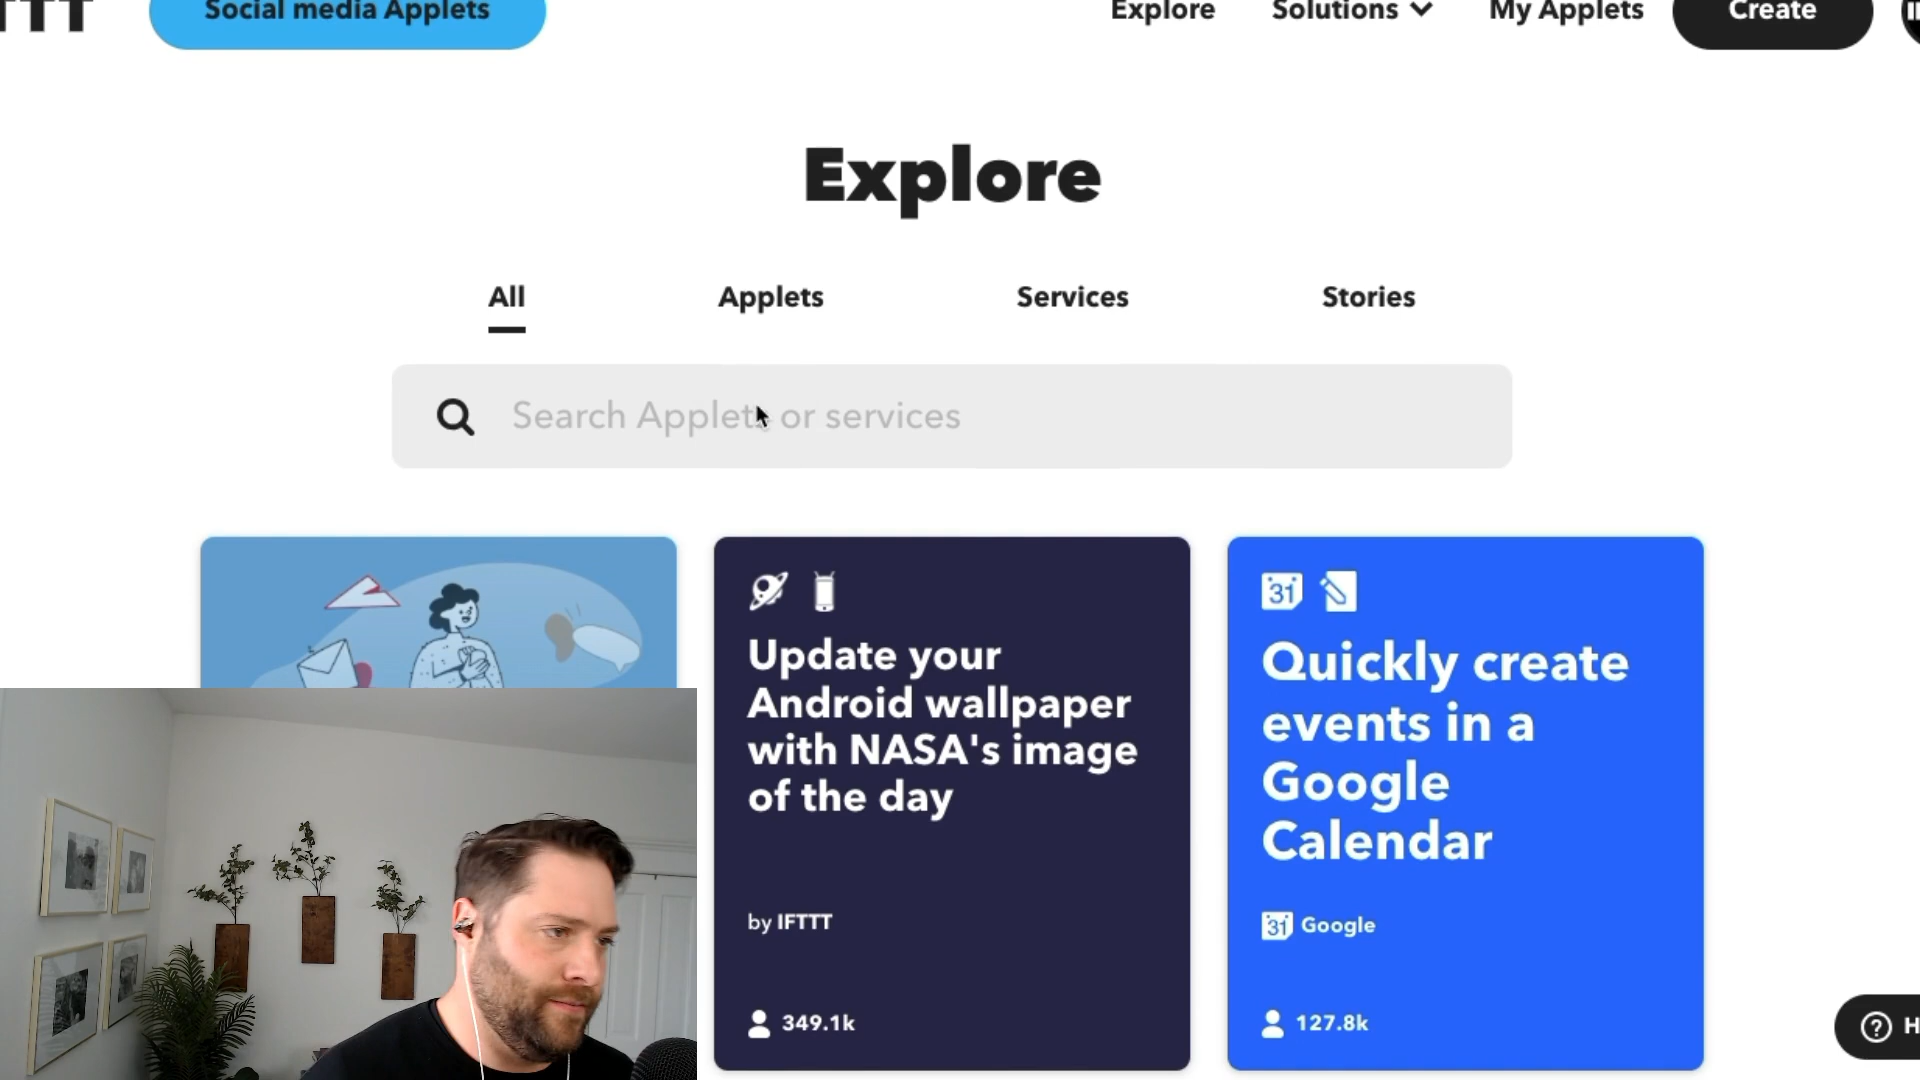 Social media Applets
Explore
Solutions
My Applets
Create
Explore
All
Applets
Services
Stories
Search Applets or services
31
Update your
Android wallpaper
with NASA's image
of the day
by IFTTT
349.1k
Quickly create
events in a
Google
Calendar
31 Google
127.8k